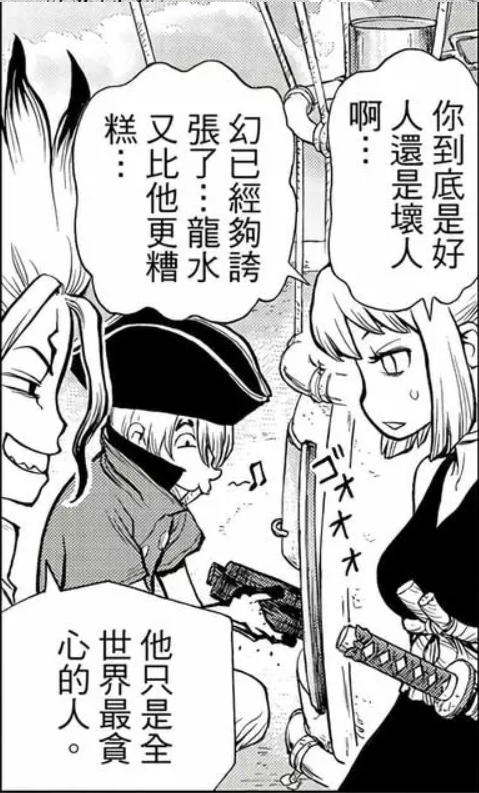 你到底是好
人還是壞人
啊…
幻已經夠誇
張了…龍水
又比他更糟
糕…
ゴォォォ
他只是全
世界最貪
心的人。